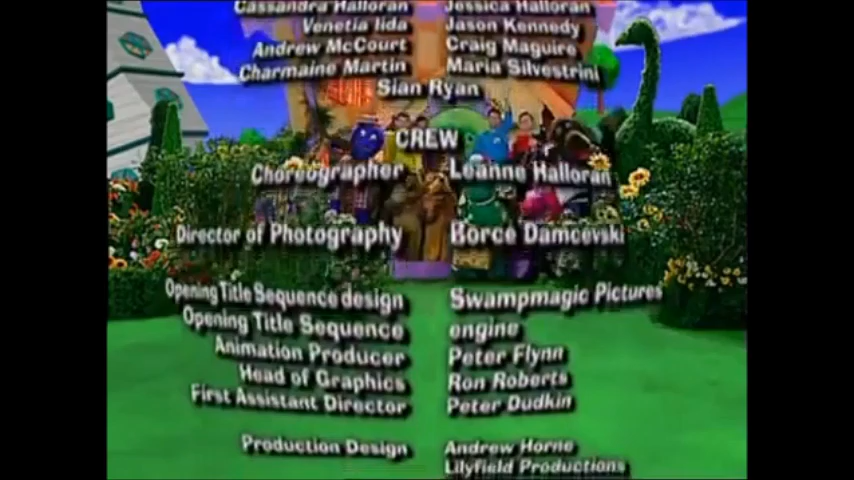 Cassandra Halloran Jessica Halloran
Venetia Iida Jason Kennedy
Andrew McCourt Craig Maguire
Charmaine Martin Maria Silvestrini
Sian Ryan
CREW
Choreographer Leanne Halloran
Director of Photography Borce Damcevski
Opening Title Sequence design Swampmagic Pictures
Opening Title Sequence engine
Animation Producer Peter Flynn
Head of Graphics Ron Roberts
First Assistant Director Peter Dudkin
Production Design Andrew Horne
Lilyfield Productions